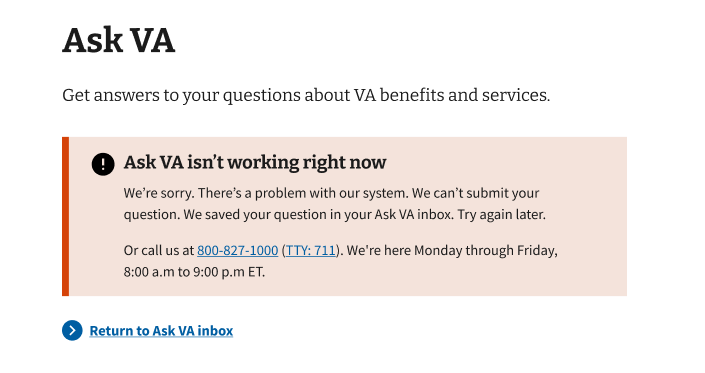 Ask VA
Get answers to your questions about VA benefits and services.
Ask VA isn’t working right now
We’re sorry. There’s a problem with our system. We can’t submit your
question. We saved your question in your Ask VA inbox. Try again later.
Or call us at 800-827-1000 (TTY: 711). We're here Monday through Friday,
8:00 a.m to 9:00 p.m ET.
Return to Ask VA inbox